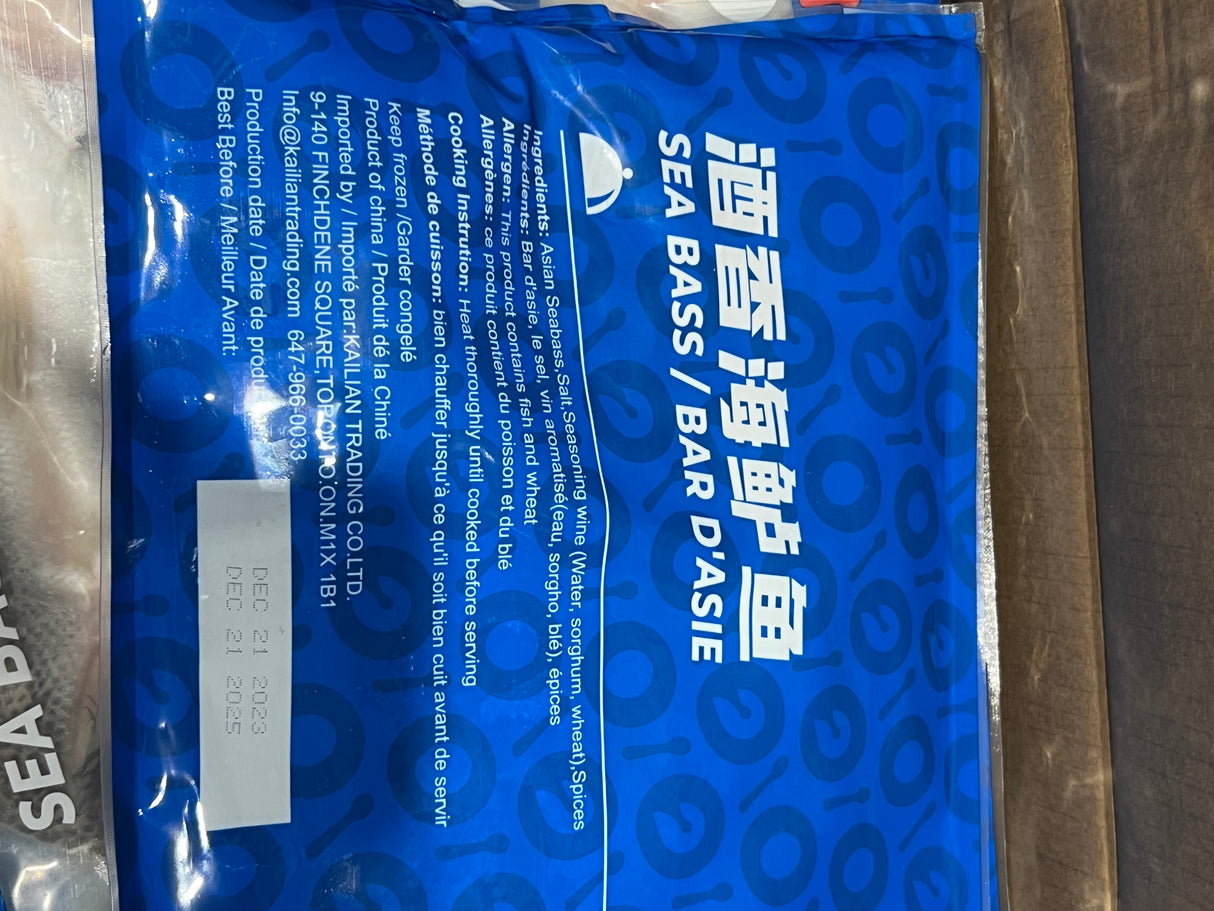 酒香海鲈鱼
SEA BASS / BAR D'ASIE
Ingredients: Asian Seabass,Salt,Seasoning wine (Water, sorghum, wheat),Spices
Ingrédients: Bar d'asie, le sel, vin aromatisé(eau, sorgho, blé), épices
Allergen: This product contains fish and wheat
Allergènes: ce produit contient du poisson et du blé
Cooking Instrution: Heat thoroughly until cooked before serving
Méthode de cuisson: bien chauffer jusqu'à ce qu'il soit bien cuit avant de servir
Keep frozen /Garder congelé
Product of china / Produit dé la Chiné
Imported by / Importé par:KAILIAN TRADING CO.LTD.
9-140 FINCHDENE SQUARE,TORONTO.ON.M1X 1B1
Info@kaillantrading.com 647-966-0033
Production date / Date de produ
DEC 21 2023
Best Before / Meilleur Avant:
DEC 21 2025
SEA BA